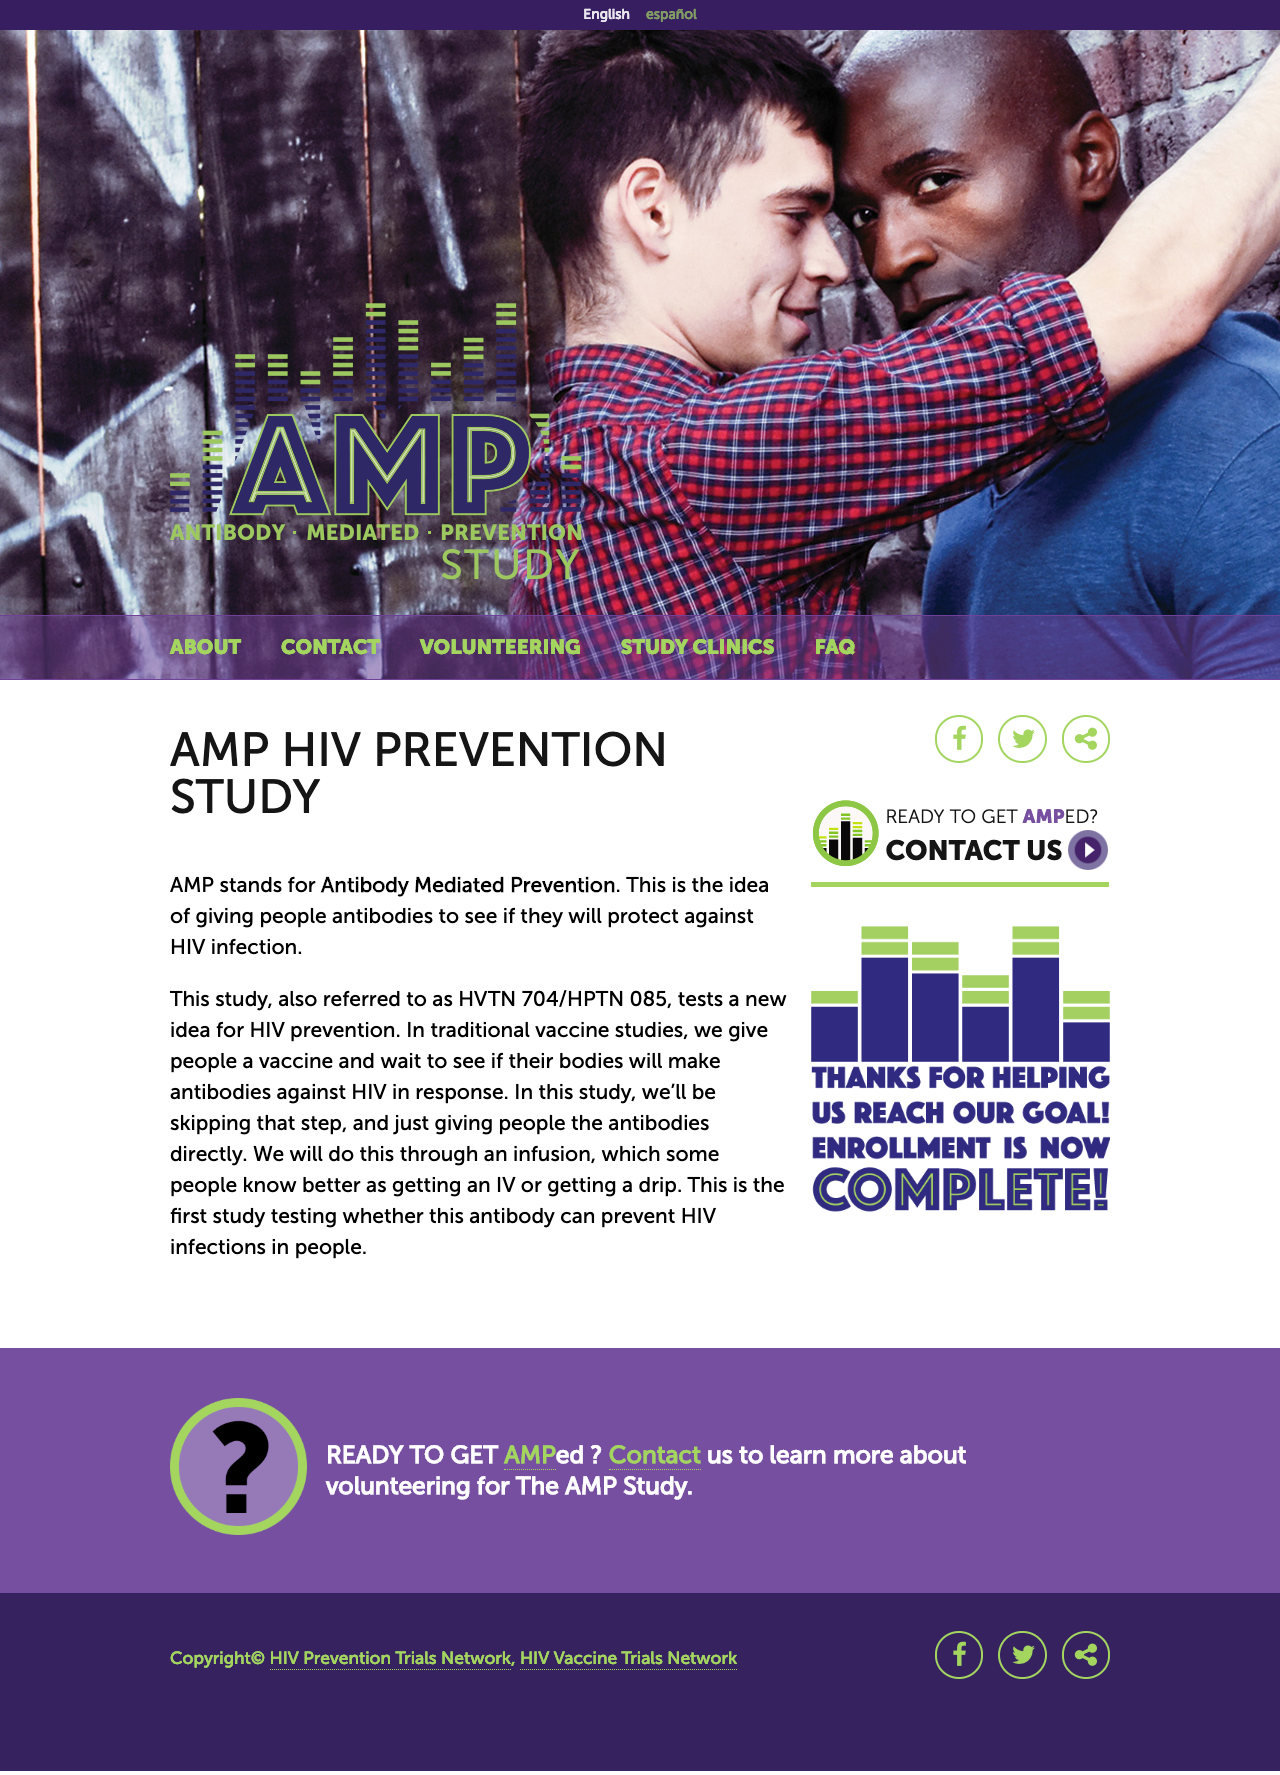 English español
AMP
ANTIBODY · MEDIATED · PREVENTION
STUDY
ABOUT CONTACT VOLUNTEERING STUDY CLINICS FAQ
AMP HIV PREVENTION
STUDY
READY TO GET AMPED?
CONTACT US
AMP stands for Antibody Mediated Prevention. This is the idea
of giving people antibodies to see if they will protect against
HIV infection.
This study, also referred to as HVTN 704/HPTN 085, tests a new
idea for HIV prevention. In traditional vaccine studies, we give
people a vaccine and wait to see if their bodies will make
antibodies against HIV in response. In this study, we’ll be
skipping that step, and just giving people the antibodies
directly. We will do this through an infusion, which some
people know better as getting an IV or getting a drip. This is the
first study testing whether this antibody can prevent HIV
infections in people.
THANKS FOR HELPING
US REACH OUR GOAL!
ENROLLMENT IS NOW
COMPLETE!
?
READY TO GET AMPed ? Contact us to learn more about
volunteering for The AMP Study.
Copyright© HIV Prevention Trials Network, HIV Vaccine Trials Network